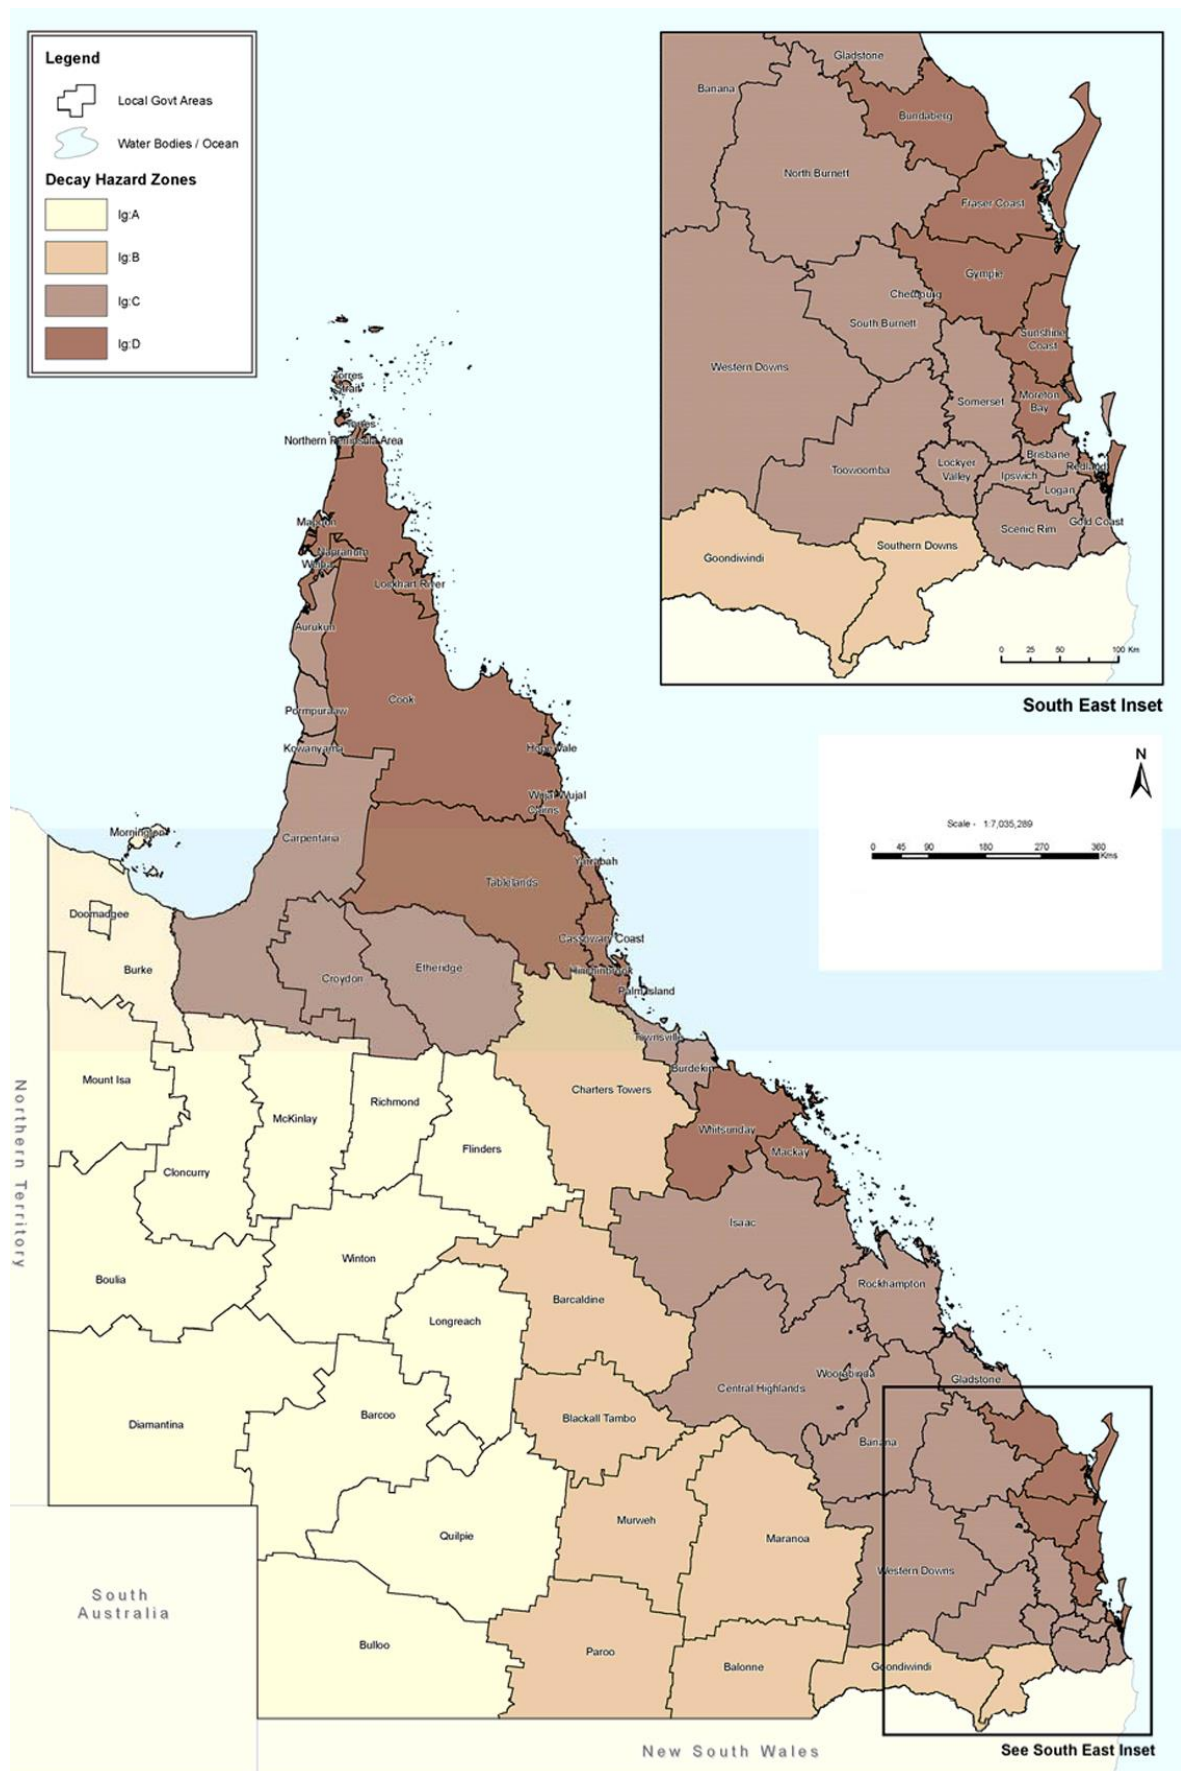 Legend
Local Govt Areas
Water Bodies / Ocean
Decay Hazard Zones
Ig:A
Ig:B
Ig:C
Ig:D
Gladstone
Banana
Bundaberg
North Burnett
Fraser Coast
Gympie
Cherbourg
South Burnett
Sunshine
Coast
Western Downs
Somerset
Moreton
Bay
Brisbane
Toowoomba
Lockyer
Valley
Redland
Ipswich
Logan
Scenic Rim
Gold Coast
Southern Downs
Goondiwindi
0 25 50 100 Km
South East Inset
N
Scale - 1:7,035,289
0 45 90 180 270 360
Kms
Torres
Strait
Torres
Northern Peninsula Area
Mapoon
Napranum
Weipa
Lockhart River
Aurukun
Cook
Pormpuraaw
Kowanyama
Hope Vale
Wujal Wujal
Cairns
Mornington
Carpentaria
Yarrabah
Tablelands
Doomadgee
Cassowary Coast
Burke
Croydon
Etheridge
Hinchinbrook
Palm Island
Townsville
Burdekin
Mount Isa
Charters Towers
Richmond
McKinlay
Whitsunday
Flinders
Mackay
Cloncurry
Isaac
Winton
Boulia
Rockhampton
Barcaldine
Longreach
Woorabinda
Gladstone
Central Highlands
Barcoo
Blackall Tambo
Diamantina
Banana
Murweh
Quilpie
Maranoa
Western Downs
Bulloo
Paroo
Balonne
Goondiwindi
Northern Territory
South
Australia
New South Wales
See South East Inset